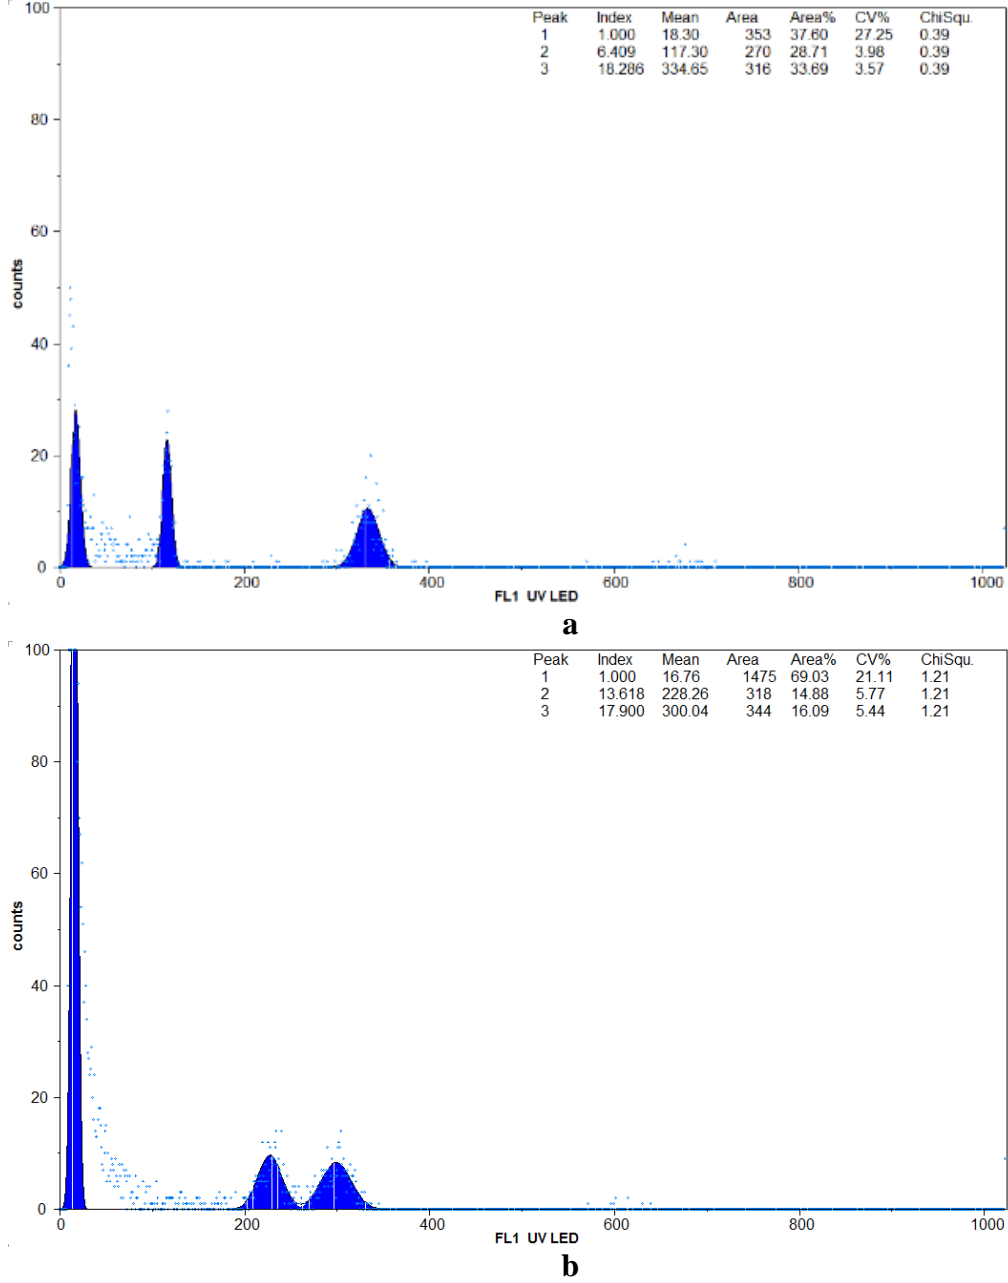 100
Peak Index Mean Area Area% CV% ChiSqu.
1 1.000 18.30 353 37.60 27.25 0.39
2 6.409 117.30 270 28.71 3.98 0.39
3 18.286 334.65 316 33.69 3.57 0.39
80
60
counts
40
20
0
0 200 400 600 800 1000
FL1 UV LED
a
100
Peak Index Mean Area Area% CV% ChiSqu.
1 1.000 16.76 1475 69.03 21.11 1.21
2 13.618 228.26 318 14.88 5.77 1.21
3 17.900 300.04 344 16.09 5.44 1.21
80
60
counts
40
20
0
0 200 400 600 800 1000
FL1 UV LED
b